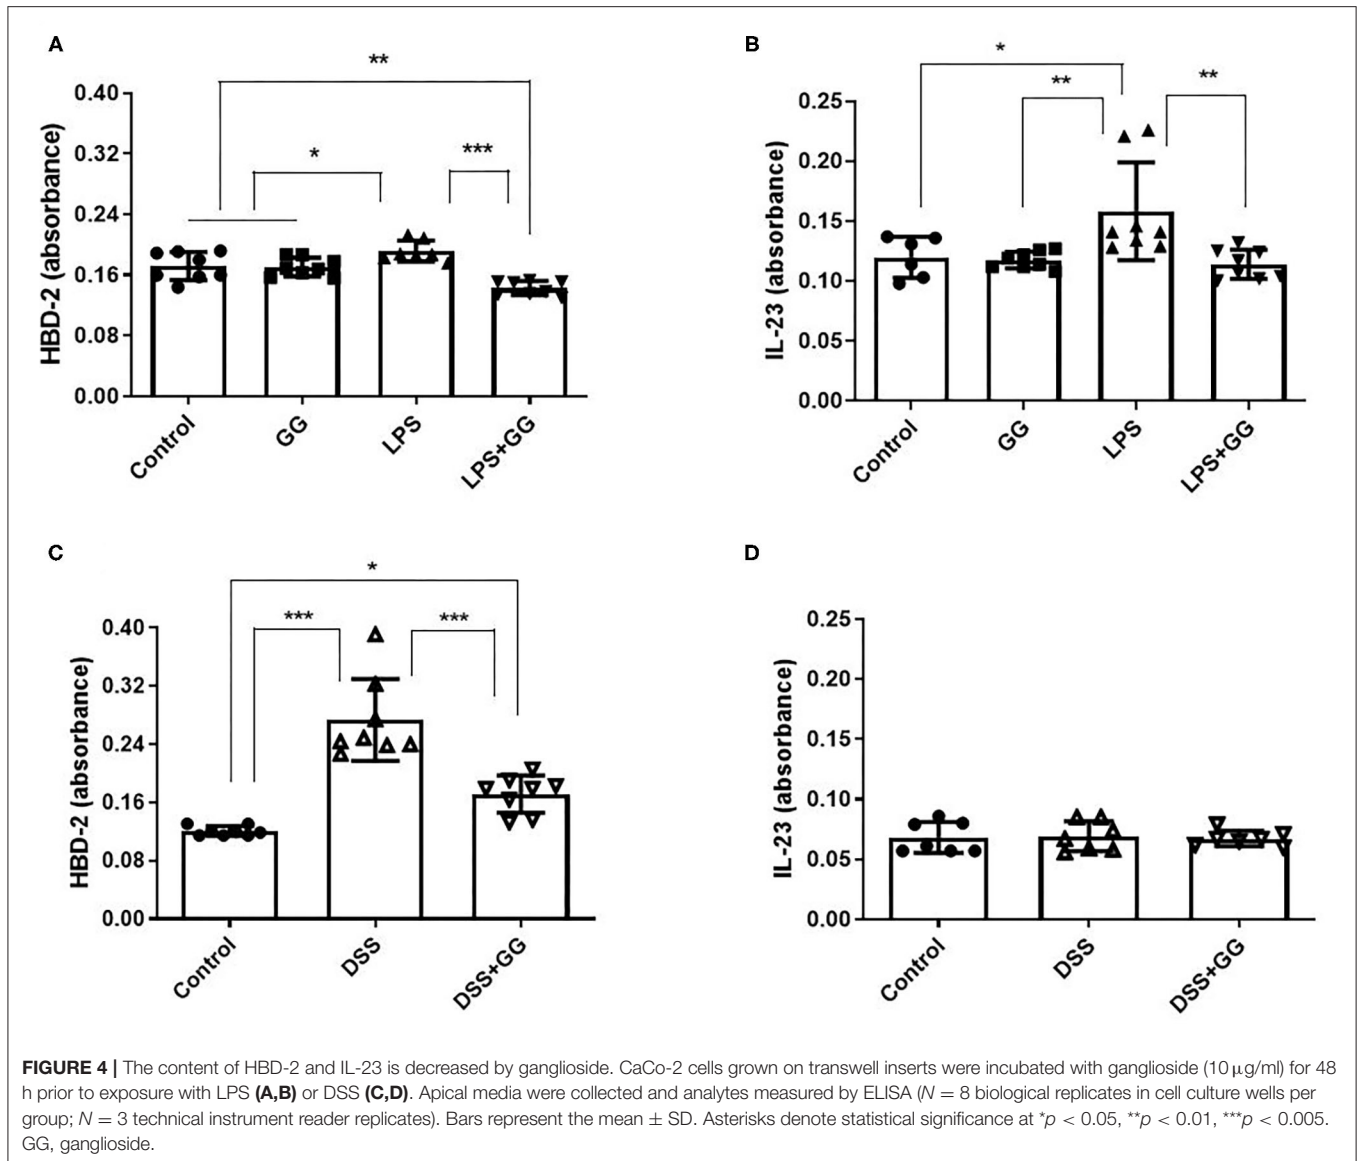 A
**
*
***
HBD-2 (absorbance)
0.40
0.32
0.24
0.16
0.08
0.00
Control
GG
LPS
LPS+GG
B
*
**
**
IL-23 (absorbance)
0.25
0.20
0.15
0.10
0.05
0.00
Control
GG
LPS
LPS+GG
C
*
***
***
HBD-2 (absorbance)
0.40
0.32
0.24
0.16
0.08
0.00
Control
DSS
DSS+GG
D
IL-23 (absorbance)
0.25
0.20
0.15
0.10
0.05
0.00
Control
DSS
DSS+GG
FIGURE 4 | The content of HBD-2 and IL-23 is decreased by ganglioside. CaCo-2 cells grown on transwell inserts were incubated with ganglioside (10 μg/ml) for 48
h prior to exposure with LPS (A,B) or DSS (C,D). Apical media were collected and analytes measured by ELISA (N = 8 biological replicates in cell culture wells per
group; N = 3 technical instrument reader replicates). Bars represent the mean ± SD. Asterisks denote statistical significance at *p < 0.05, **p < 0.01, ***p < 0.005.
GG, ganglioside.